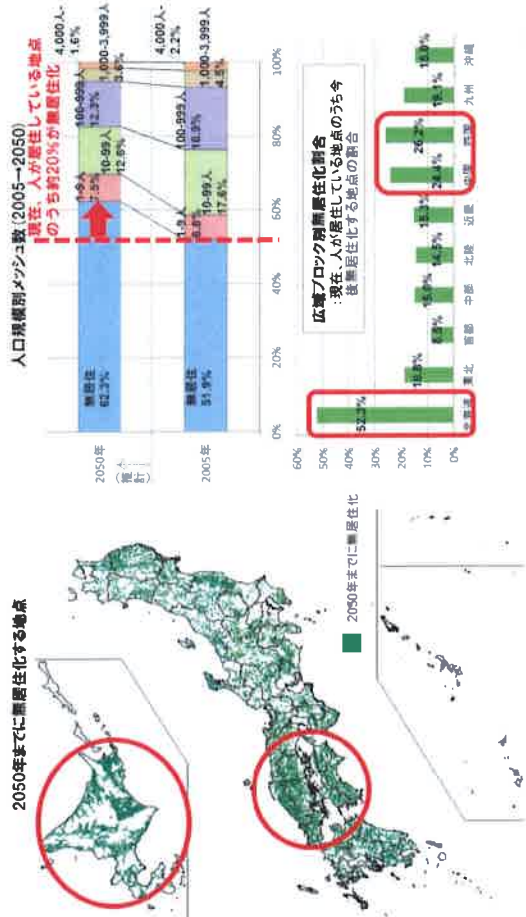 2050年までに無居住化する地点
2050年までに無居住化
人口規模別メッシュ数(2005→2050)
現在、人が居住している地点
のうち約20%が無居住化
2050年
(推計)
無居住
62.3%
1-9人
7.5%
10-99人
12.6%
100-999人
12.3%
1,000-3,999人
3.6%
4,000人-
1.6%
2005年
無居住
51.9%
1-9人
10-99人
17.6%
100-999人
16.9%
1,000-3,999人
4.5%
4,000人-
2.2%
0%
20%
40%
60%
80%
100%
広域ブロック別無居住化割合
:現在、人が居住している地点のうち今
後無居住化する地点の割合
60%
50%
40%
30%
20%
10%
0%
52.3%
18.8%
15.0%
14.5%
15.3%
24.4%
26.2%
19.1%
15.0%
北海道
東北
首都
中部
北陸
近畿
中国
四国
九州
沖縄